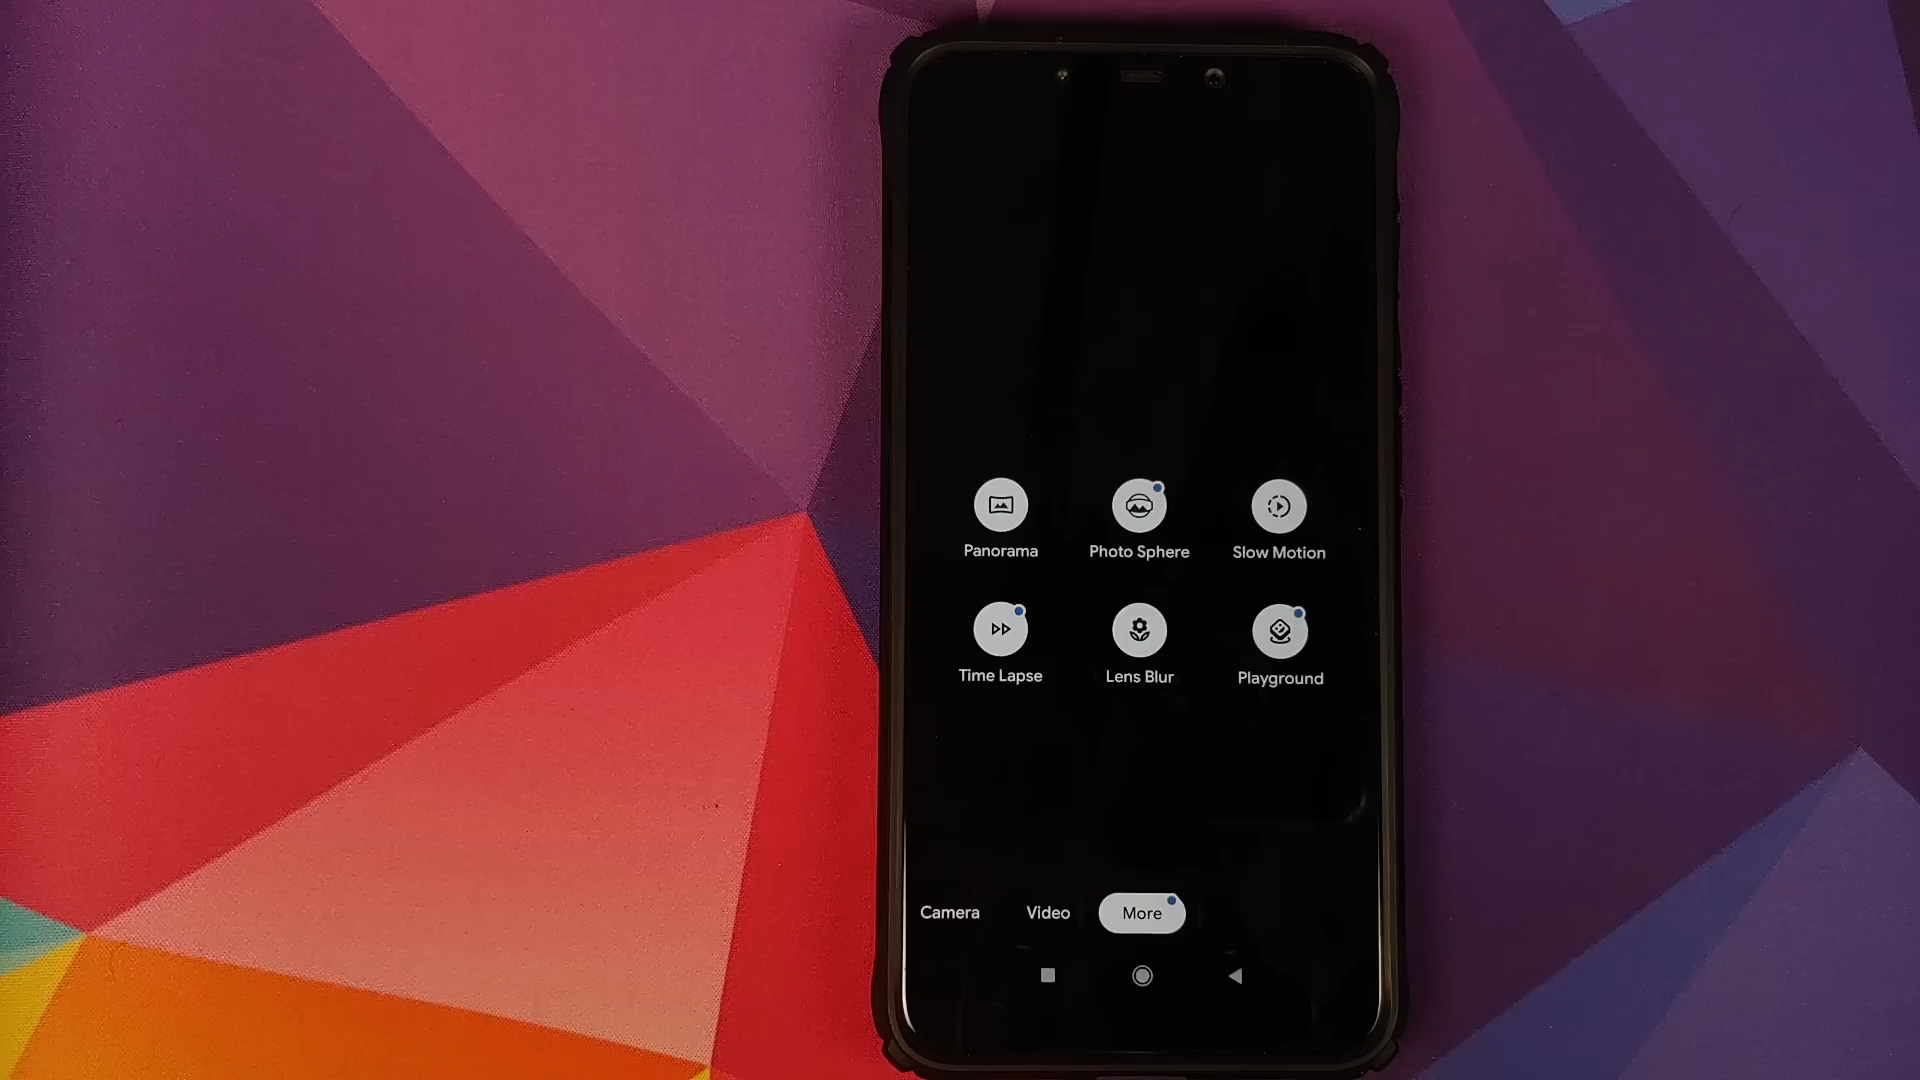 Panorama
Photo Sphere
Slow Motion
Time Lapse
Lens Blur
Playground
Camera
Video
More